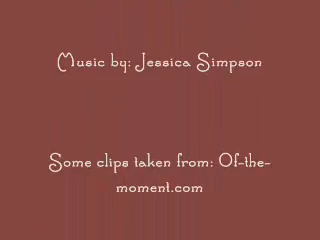 Music by: Jessica Simpson
Some clips taken from: Of-the-
moment.com